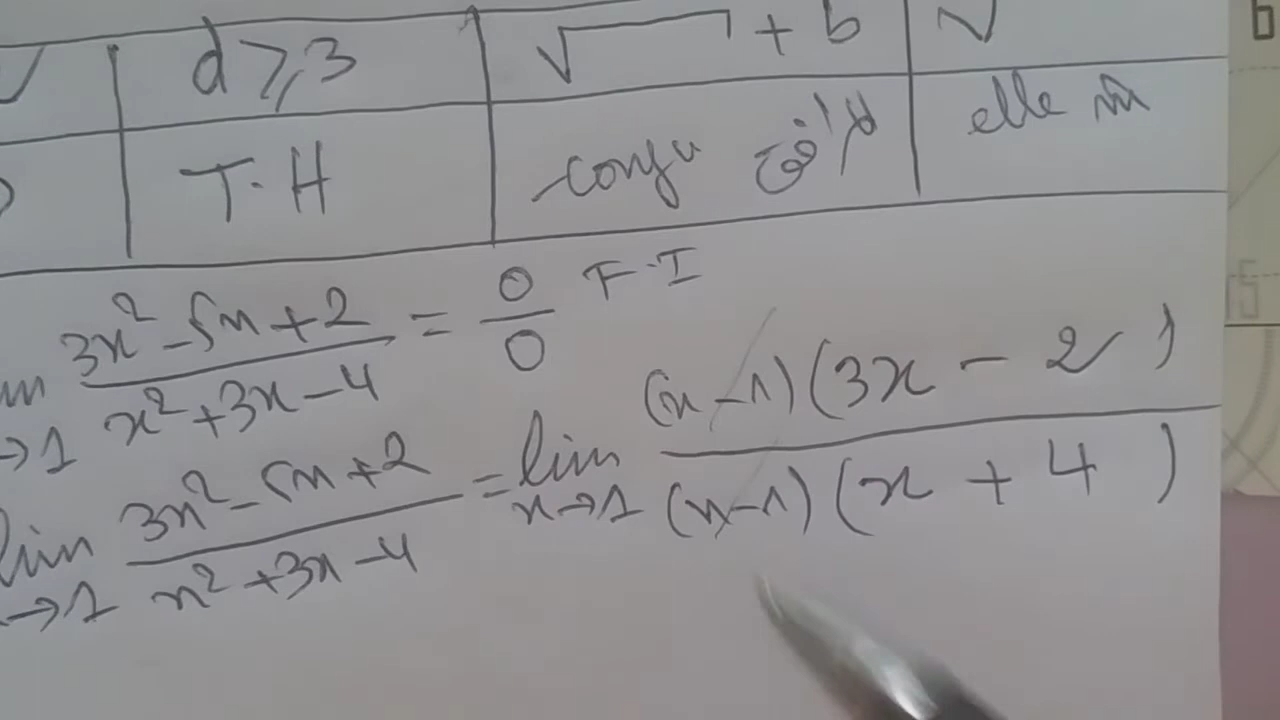 d ≥ 3 | √ + b | √
T.H | conju | elle m̂
3x² - 5x + 2 / x² + 3x - 4 = 0/0 F.I
→1
lim x→1 3x² - 5x + 2 / x² + 3x - 4 = lim x→1 (x - 1)(3x - 2) / (x - 1)(x + 4)
15